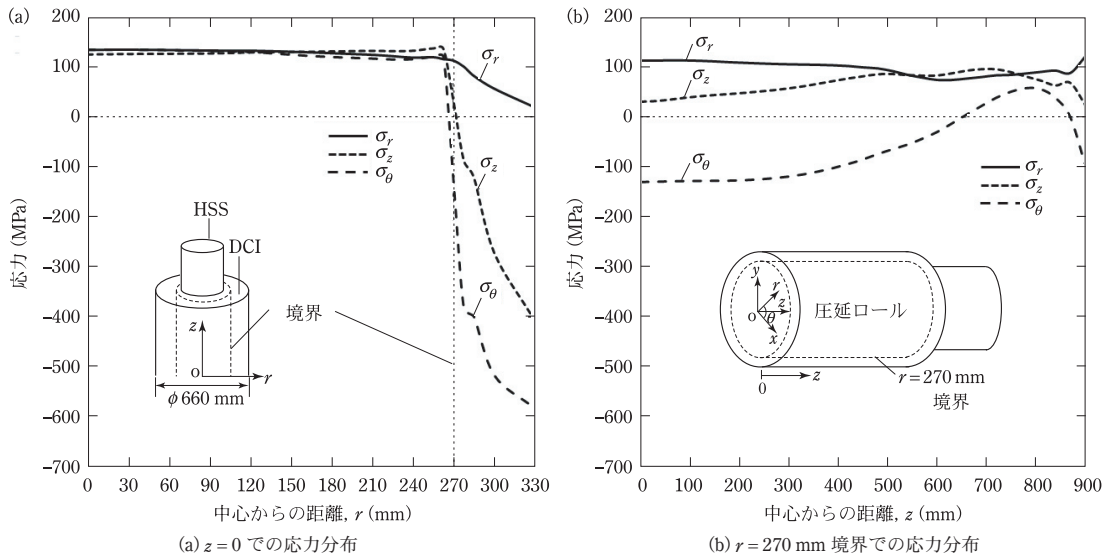 (a)
200
100
0
−100
−200
−300
−400
−500
−600
−700
応力 (MPa)
σr
σz
σθ
σr
σz
σθ
HSS
DCI
境界
z
o
r
φ 660 mm
0 30 60 90 120 150 180 210 240 270 300 330
中心からの距離, r (mm)
(a) z = 0 での応力分布
(b)
200
100
0
−100
−200
−300
−400
−500
−600
−700
応力 (MPa)
σr
σz
σθ
σr
σz
σθ
y
r
z
o
θ
x
圧延ロール
0
z
r = 270 mm
境界
0 100 200 300 400 500 600 700 800 900
中心からの距離, z (mm)
(b) r = 270 mm 境界での応力分布